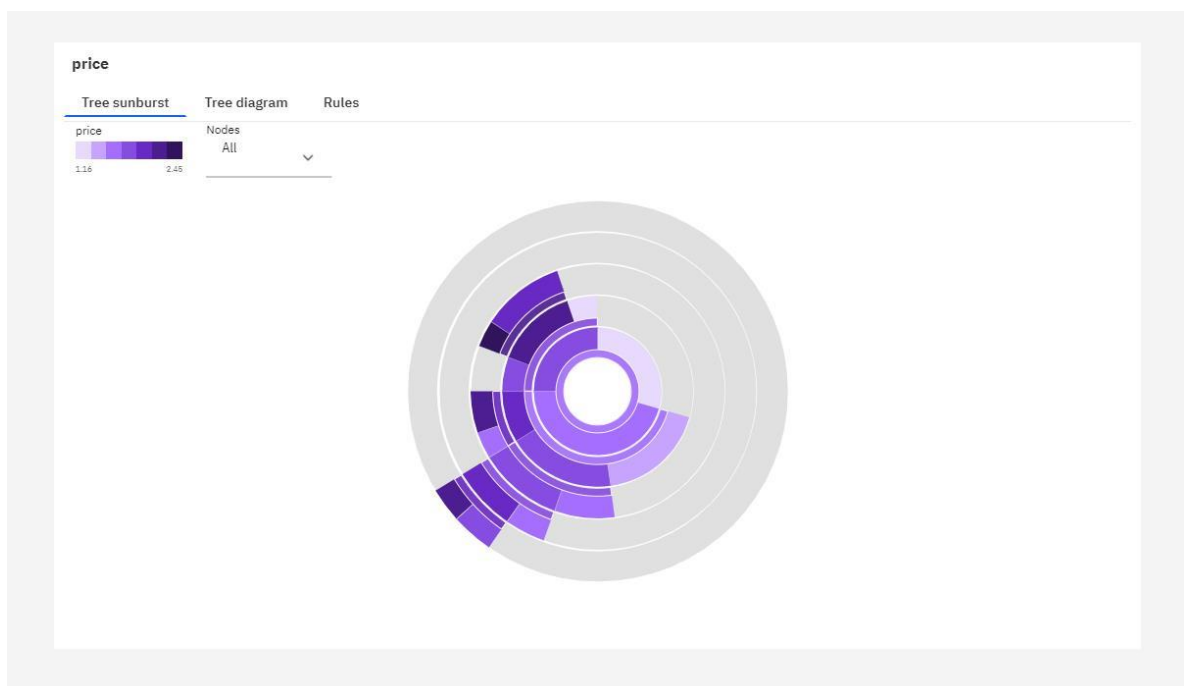 price
Tree sunburst Tree diagram Rules
price Nodes
All
1.16 2.45